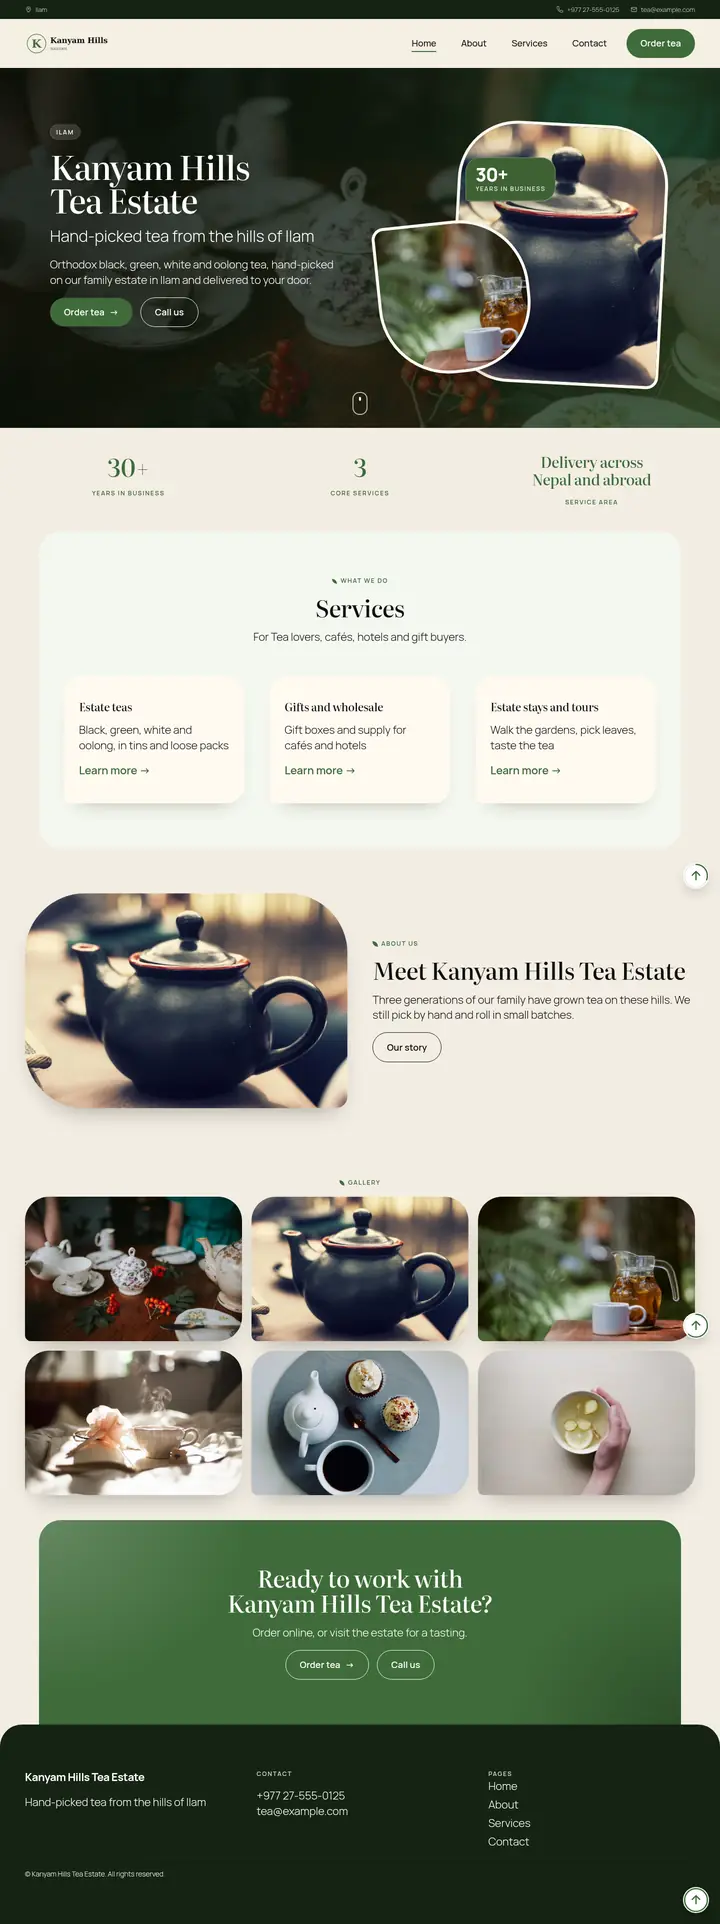 Ilam
+977 27-555-0125
tea@example.com
K
Kanyam Hills
Home
About
Services
Contact
Order tea
ILAM
Kanyam Hills
Tea Estate
Hand-picked tea from the hills of Ilam
Orthodox black, green, white and oolong tea, hand-picked
on our family estate in Ilam and delivered to your door.
Order tea →
Call us
30+
YEARS IN BUSINESS
30+
YEARS IN BUSINESS
3
CORE SERVICES
Delivery across
Nepal and abroad
SERVICE AREA
WHAT WE DO
Services
For Tea lovers, cafés, hotels and gift buyers.
Estate teas
Black, green, white and
oolong, in tins and loose packs
Learn more →
Gifts and wholesale
Gift boxes and supply for
cafés and hotels
Learn more →
Estate stays and tours
Walk the gardens, pick leaves,
taste the tea
Learn more →
ABOUT US
Meet Kanyam Hills Tea Estate
Three generations of our family have grown tea on these hills. We
still pick by hand and roll in small batches.
Our story
GALLERY
Ready to work with
Kanyam Hills Tea Estate?
Order online, or visit the estate for a tasting.
Order tea →
Call us
Kanyam Hills Tea Estate
Hand-picked tea from the hills of Ilam
CONTACT
+977 27-555-0125
tea@example.com
PAGES
Home
About
Services
Contact
© Kanyam Hills Tea Estate. All rights reserved